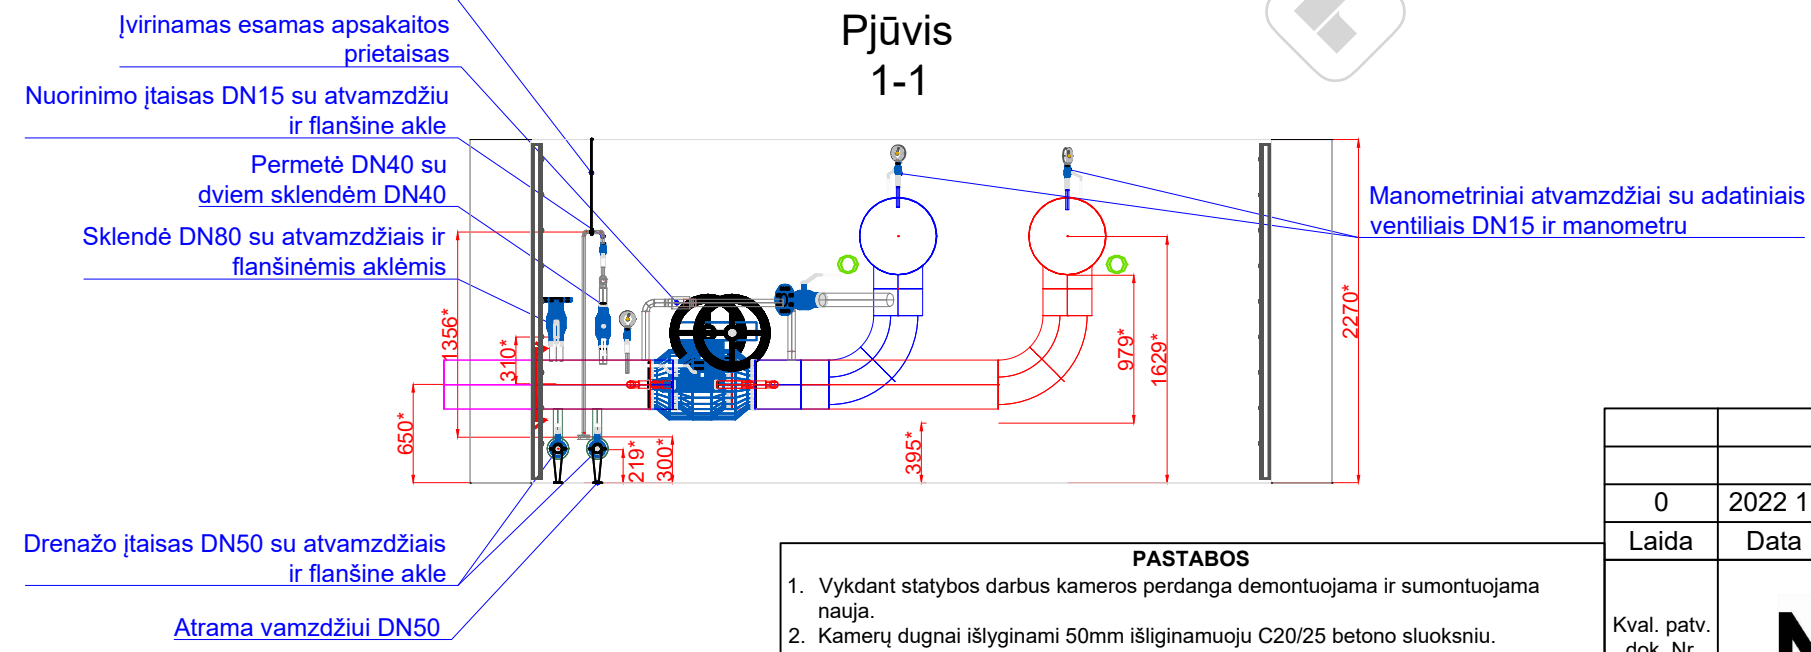 Pjūvis
1-1
Įvirinamas esamas apsakaitos
prietaisas
Nuorinimo įtaisas DN15 su atvamzdžiu
ir flanšine akle
Permetė DN40 su
dviem sklendėm DN40
Sklendė DN80 su atvamzdžiais ir
flanšinėmis aklėmis
Manometriniai atvamzdžiai su adatiniais
ventiliais DN15 ir manometru
1356*
310*
650*
219*
300*
395*
979*
1629*
2270*
Drenažo įtaisas DN50 su atvamzdžiais
ir flanšine akle
Atrama vamzdžiui DN50
PASTABOS
1. Vykdant statybos darbus kameros perdanga demontuojama ir sumontuojama
nauja.
2. Kamerų dugnai išlyginami 50mm išliginamuoju C20/25 betono sluoksniu.
0 2022 1
Laida Data
Kval. patv.
dok. Nr.